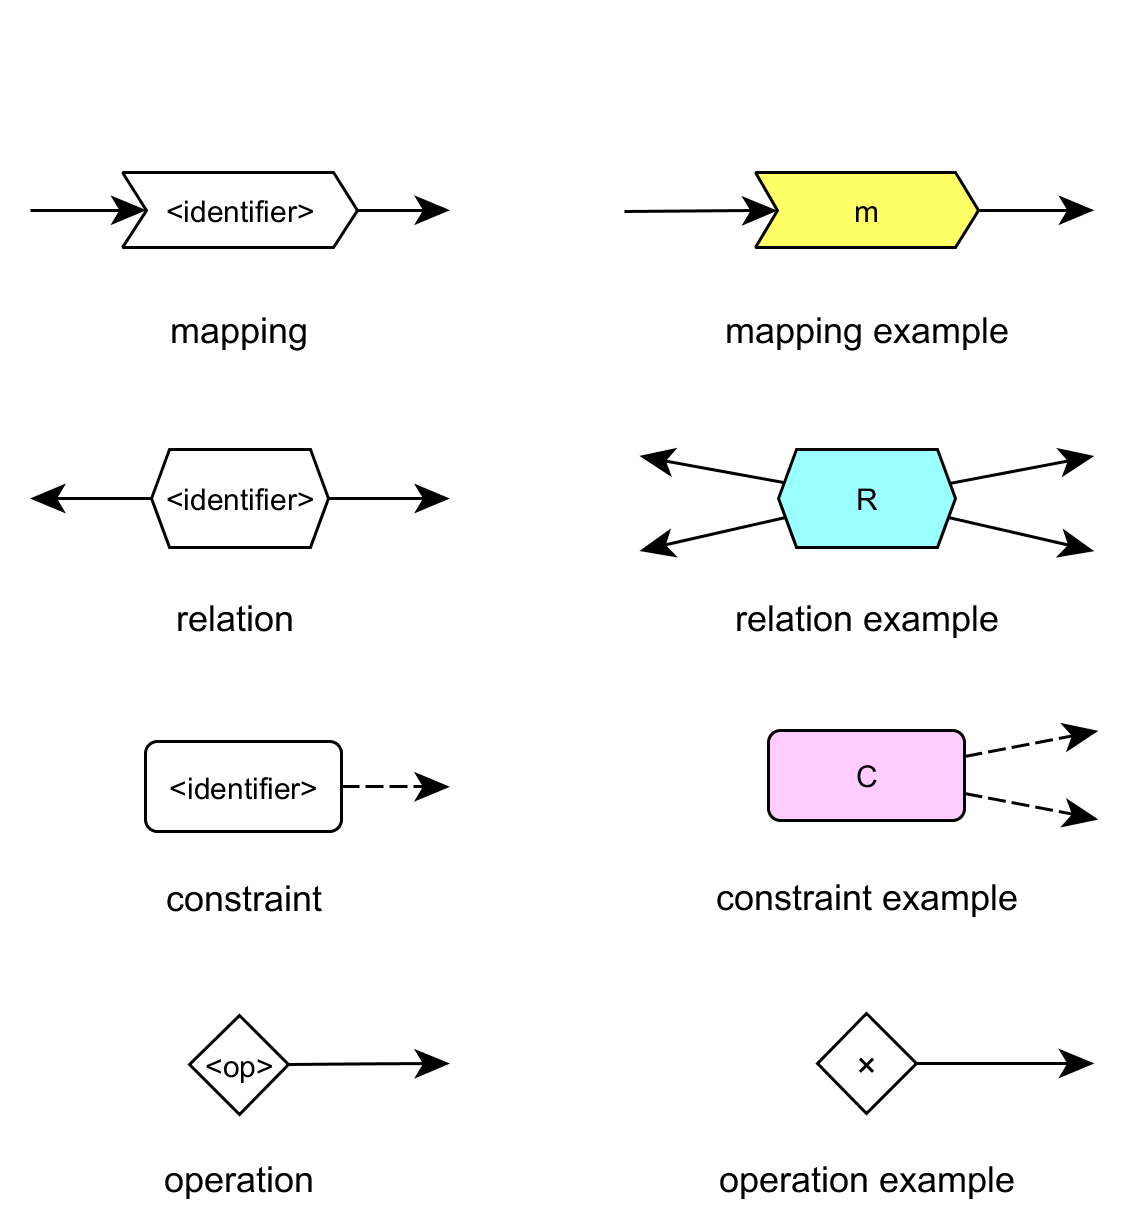 <identifier>
m
mapping
mapping example
<identifier>
R
relation
relation example
<identifier>
C
constraint
constraint example
<op>
×
operation
operation example